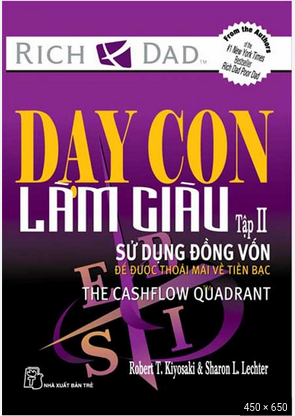 RICH DAD™
From the Authors
of the
#1 New York Times
Bestseller
Rich Dad Poor Dad
DẠY CON
LÀM GIÀU Tập II
SỬ DỤNG ĐỒNG VỐN
ĐỂ ĐƯỢC THOẢI MÁI VỀ TIỀN BẠC
E B
S I
THE CASHFLOW QUADRANT
Robert T. Kiyosaki & Sharon L. Lechter
NHÀ XUẤT BẢN TRẺ
450 × 650